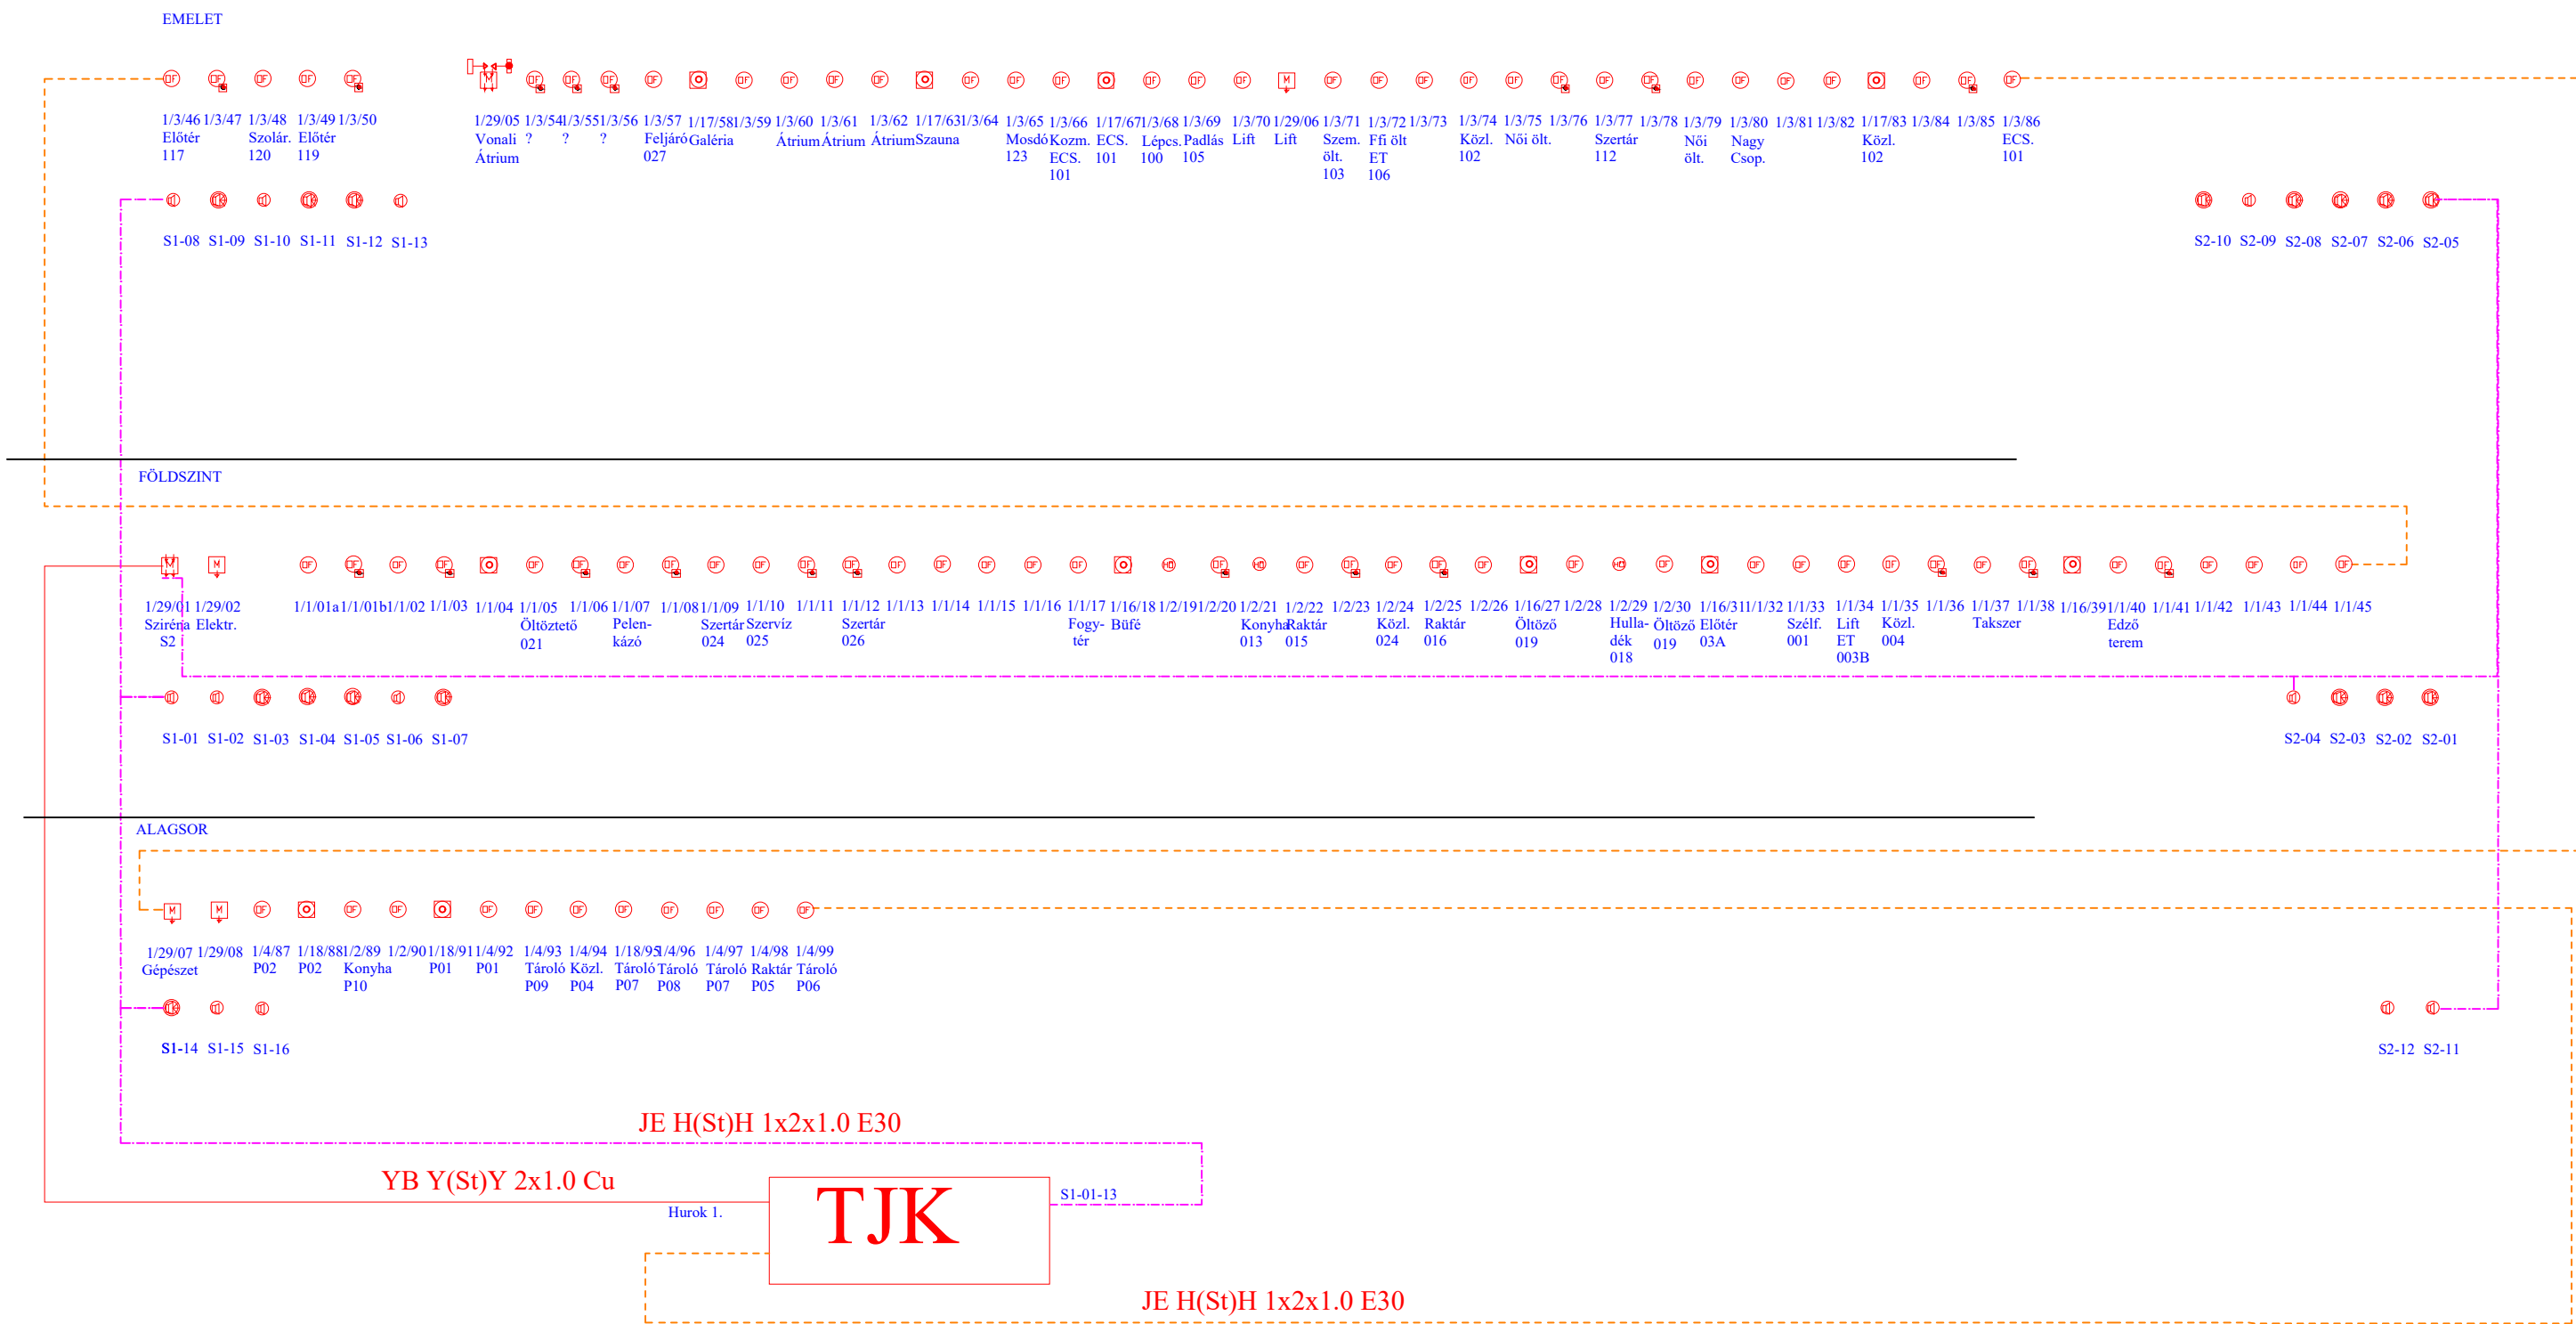 EMELET
1/3/46 1/3/47 1/3/48 1/3/49 1/3/50 1/29/05 1/3/54 1/3/55 1/3/56 1/3/57 1/17/58 1/3/59 1/3/60 1/3/61 1/3/62 1/17/63 1/3/64 1/3/65 1/3/66 1/17/67 1/3/68 1/3/69 1/3/70 1/29/06 1/3/71 1/3/72 1/3/73 1/3/74 1/3/75 1/3/76 1/3/77 1/3/78 1/3/79 1/3/80 1/3/81 1/3/82 1/17/83 1/3/84 1/3/85 1/3/86
Előtér Szolár. Előtér Vonali ? ? ? Feljáró Galéria Átrium Átrium Átrium Szauna Mosdó Kozm. ECS. Lépcs. Padlás Lift Lift Szem. Ffi ölt Közl. Női ölt. Szertár Női Nagy Közl. ECS.
117 120 119 Átrium 027 123 ECS. 101 100 105 ölt. ET 102 112 ölt. Csop. 102 101
101 103 106
S1-08 S1-09 S1-10 S1-11 S1-12 S1-13 S2-10 S2-09 S2-08 S2-07 S2-06 S2-05
FÖLDSZINT
1/29/01 1/29/02 1/1/01a 1/1/01b 1/1/02 1/1/03 1/1/04 1/1/05 1/1/06 1/1/07 1/1/08 1/1/09 1/1/10 1/1/11 1/1/12 1/1/13 1/1/14 1/1/15 1/1/16 1/1/17 1/16/18 1/2/19 1/2/20 1/2/21 1/2/22 1/2/23 1/2/24 1/2/25 1/2/26 1/16/27 1/2/28 1/2/29 1/2/30 1/16/31 1/1/32 1/1/33 1/1/34 1/1/35 1/1/36 1/1/37 1/1/38 1/16/39 1/1/40 1/1/41 1/1/42 1/1/43 1/1/44 1/1/45
Sziréna Elektr. Öltöztető Pelen- Szertár Szervíz Szertár Fogy- Büfé Konyha Raktár Közl. Raktár Öltöző Hulla- Öltöző Előtér Szélf. Lift Közl. Takszer Edző
S2 021 kázó 024 025 026 tér 013 015 024 016 019 dék 019 03A 001 ET 004 terem
018 003B
S1-01 S1-02 S1-03 S1-04 S1-05 S1-06 S1-07 S2-04 S2-03 S2-02 S2-01
ALAGSOR
1/29/07 1/29/08 1/4/87 1/18/88 1/2/89 1/2/90 1/18/91 1/4/92 1/4/93 1/4/94 1/18/95 1/4/96 1/4/97 1/4/98 1/4/99
Gépészet P02 P02 Konyha P01 P01 Tároló Közl. Tároló Tároló Tároló Raktár Tároló
P10 P09 P04 P07 P08 P07 P05 P06
S1-14 S1-15 S1-16 S2-12 S2-11
JE H(St)H 1x2x1.0 E30
YB Y(St)Y 2x1.0 Cu
TJK
S1-01-13
Hurok 1.
JE H(St)H 1x2x1.0 E30